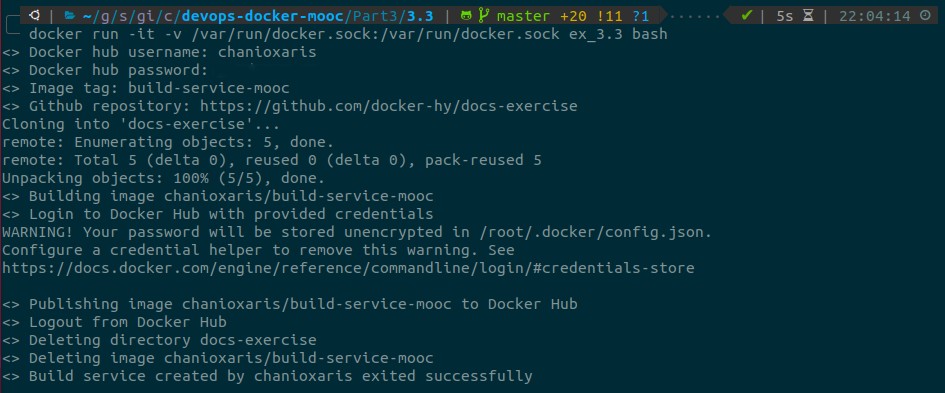 ~/g/s/gi/c/devops-docker-mooc/Part3/3.3 | master +20 !11 ?1 ······ ✔ | 5s | 22:04:14
docker run -it -v /var/run/docker.sock:/var/run/docker.sock ex_3.3 bash
<> Docker hub username: chanioxaris
<> Docker hub password:
<> Image tag: build-service-mooc
<> Github repository: https://github.com/docker-hy/docs-exercise
Cloning into 'docs-exercise'...
remote: Enumerating objects: 5, done.
remote: Total 5 (delta 0), reused 0 (delta 0), pack-reused 5
Unpacking objects: 100% (5/5), done.
<> Building image chanioxaris/build-service-mooc
<> Login to Docker Hub with provided credentials
WARNING! Your password will be stored unencrypted in /root/.docker/config.json.
Configure a credential helper to remove this warning. See
https://docs.docker.com/engine/reference/commandline/login/#credentials-store
<> Publishing image chanioxaris/build-service-mooc to Docker Hub
<> Logout from Docker Hub
<> Deleting directory docs-exercise
<> Deleting image chanioxaris/build-service-mooc
<> Build service created by chanioxaris exited successfully